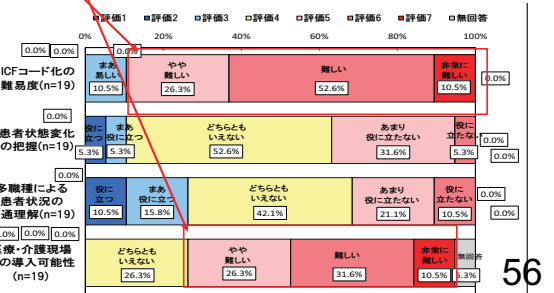 評価1 評価2 評価3 評価4 評価5 評価6 評価7 無回答
0% 20% 40% 60% 80% 100%
0.0% 0.0% 0.0%
ICFコード化の
難易度(n=19)
まあ
易しい
10.5%
やや
難しい
26.3%
難しい
52.6%
非常に
難しい
10.5%
0.0%
0.0%
患者状態変化
の把握(n=19)
役に
立つ
5.3%
まあ
役に立つ
5.3%
どちらとも
いえない
52.6%
あまり
役に立たない
31.6%
役に
立たない
5.3%
0.0%
0.0%
0.0%
多職種による
患者状況の
通理解(n=19)
役に
立つ
10.5%
まあ
役に立つ
15.8%
どちらとも
いえない
42.1%
あまり
役に立たない
21.1%
役に
立たない
10.5%
0.0%
0.0%
0.0% 0.0% 0.0%
療・介護現場
の導入可能性
(n=19)
どちらとも
いえない
26.3%
やや
難しい
26.3%
難しい
31.6%
非常に
難しい
10.5%
無回答
5.3%
56